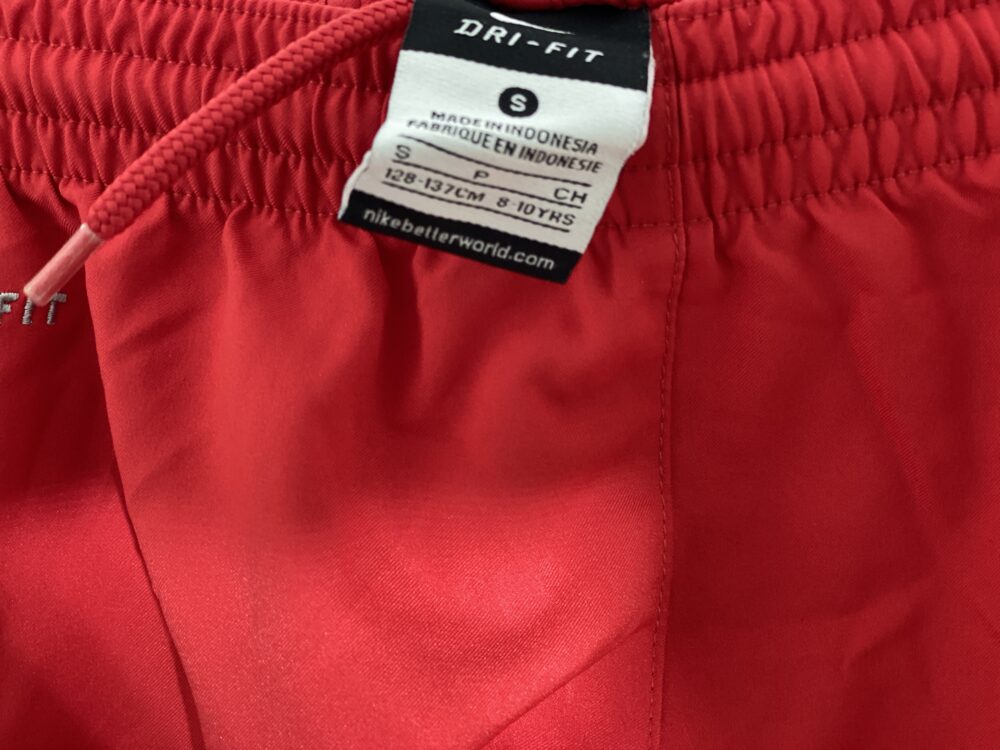 DRI-FIT
S
MADE IN INDONESIA
FABRIQUE EN INDONESIE
S P CH
128-137CM 8-10YRS
nikebetterworld.com
FIT